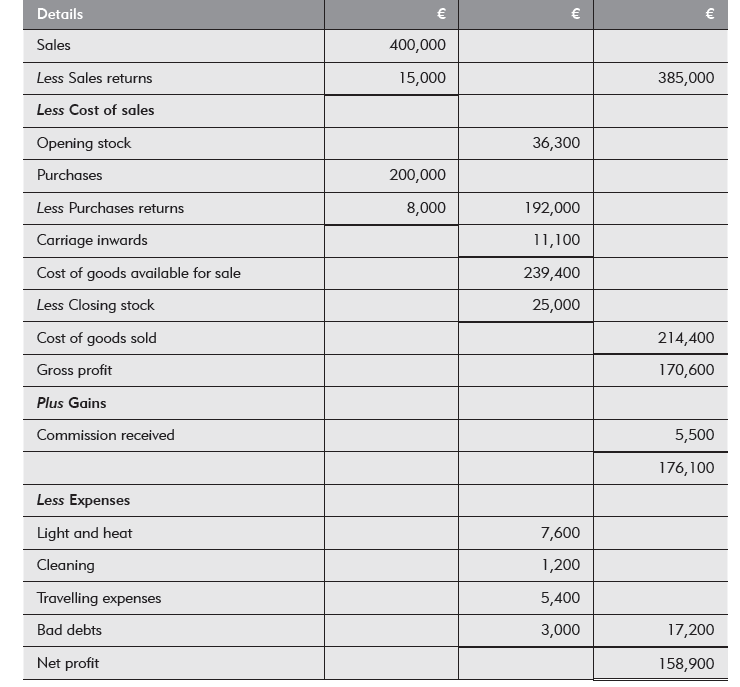 Details € € €
Sales 400,000
Less Sales returns 15,000 385,000
Less Cost of sales
Opening stock 36,300
Purchases 200,000
Less Purchases returns 8,000 192,000
Carriage inwards 11,100
Cost of goods available for sale 239,400
Less Closing stock 25,000
Cost of goods sold 214,400
Gross profit 170,600
Plus Gains
Commission received 5,500
176,100
Less Expenses
Light and heat 7,600
Cleaning 1,200
Travelling expenses 5,400
Bad debts 3,000 17,200
Net profit 158,900